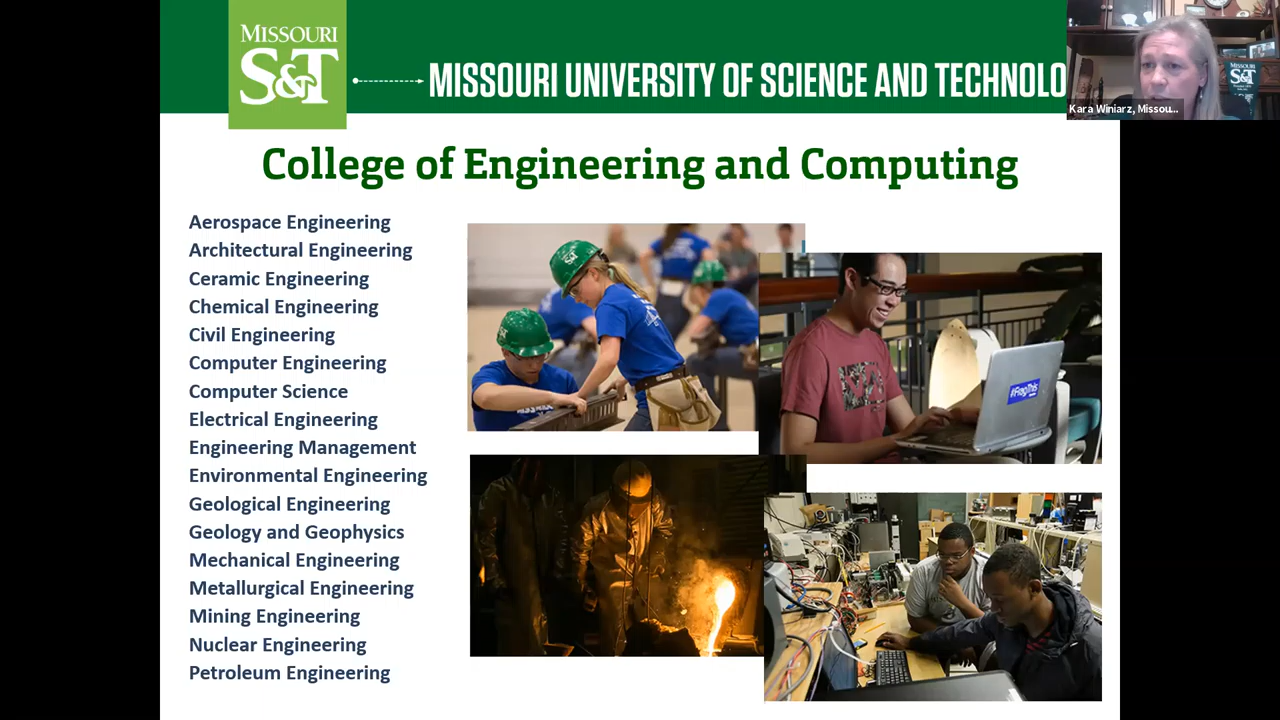 MISSOURI
S&T
MISSOURI UNIVERSITY OF SCIENCE AND TECHNOLO
MISSOURI
S&T
Kara Winiarz, Missou...
College of Engineering and Computing
Aerospace Engineering
Architectural Engineering
Ceramic Engineering
Chemical Engineering
Civil Engineering
Computer Engineering
Computer Science
Electrical Engineering
Engineering Management
Environmental Engineering
Geological Engineering
Geology and Geophysics
Mechanical Engineering
Metallurgical Engineering
Mining Engineering
Nuclear Engineering
Petroleum Engineering
S&T
S&T
#FragThis